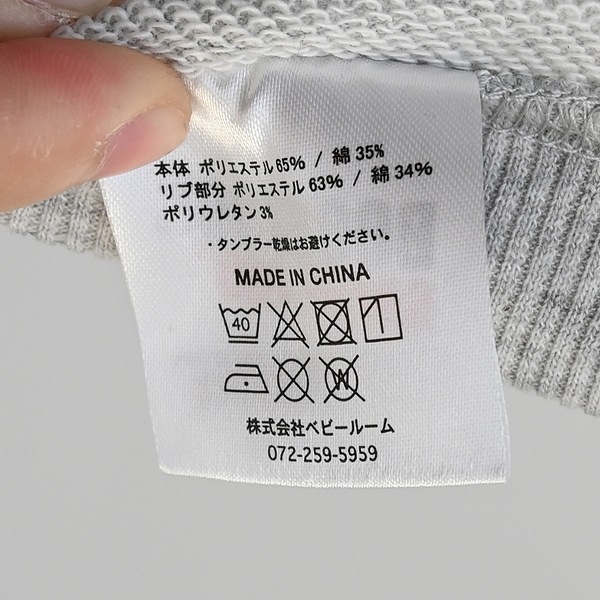 本体 ポリエステル 65% / 綿 35%
リブ部分 ポリエステル 63% / 綿 34%
ポリウレタン 3%
・タンブラー乾燥はお避けください。
MADE IN CHINA
40
W
株式会社ベビールーム
072-259-5959